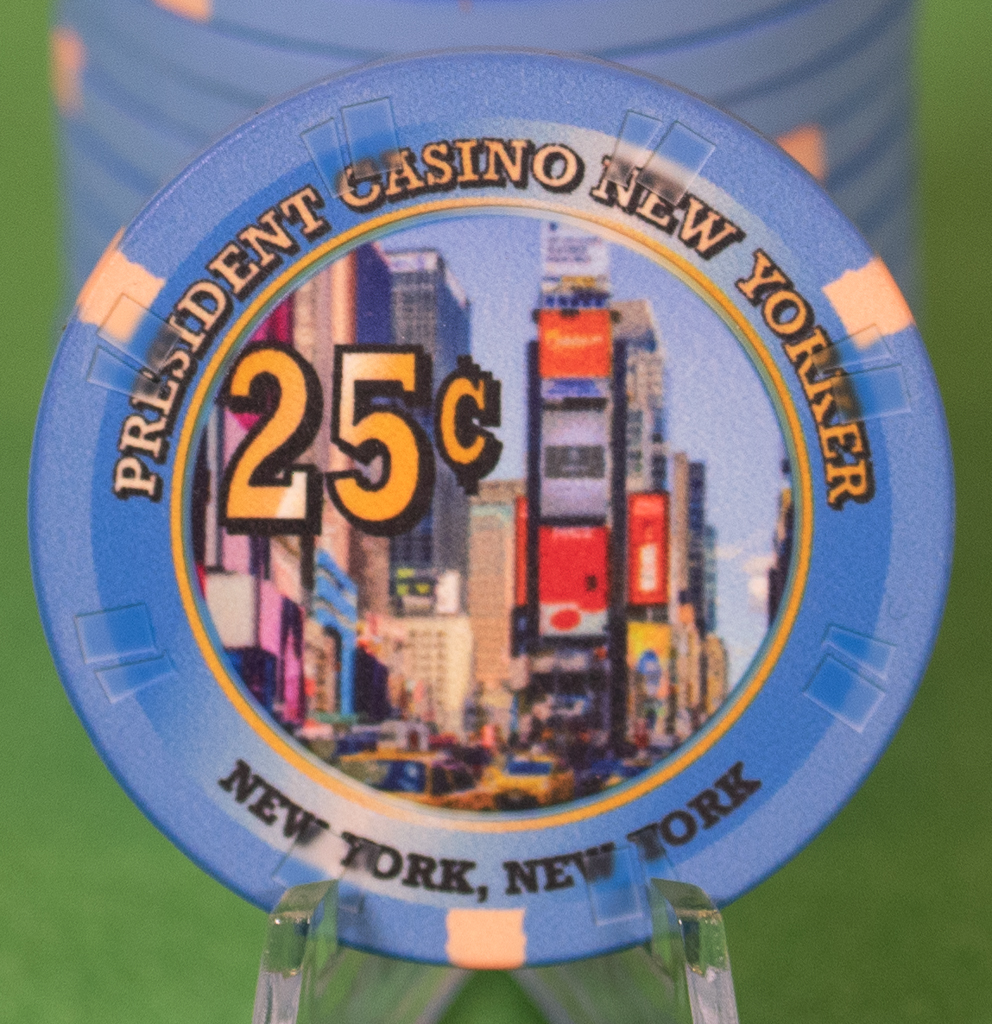 PRESIDENT CASINO NEW YORKER
25¢
NEW YORK, NEW YORK